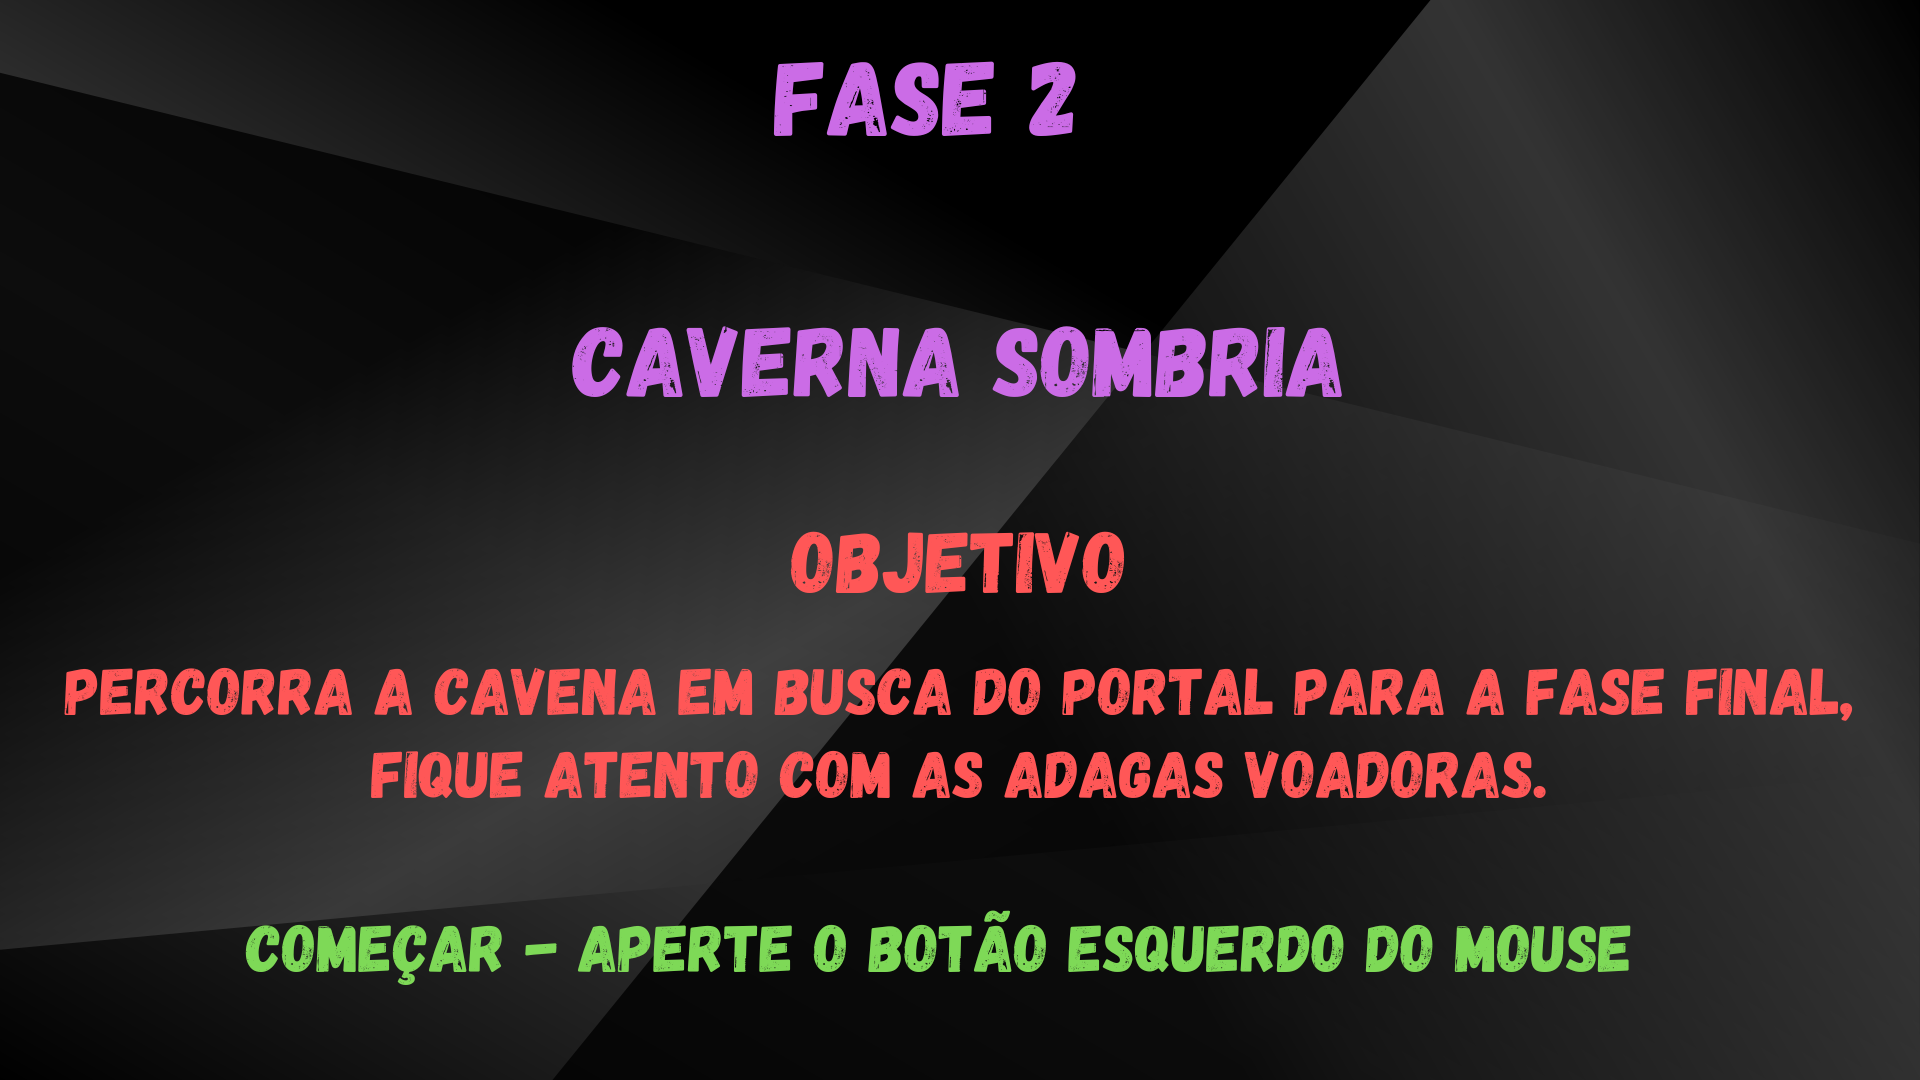 FASE 2
CAVERNA SOMBRIA
OBJETIVO
PERCORRA A CAVENA EM BUSCA DO PORTAL PARA A FASE FINAL,
FIQUE ATENTO COM AS ADAGAS VOADORAS.
COMEÇAR - APERTE O BOTÃO ESQUERDO DO MOUSE